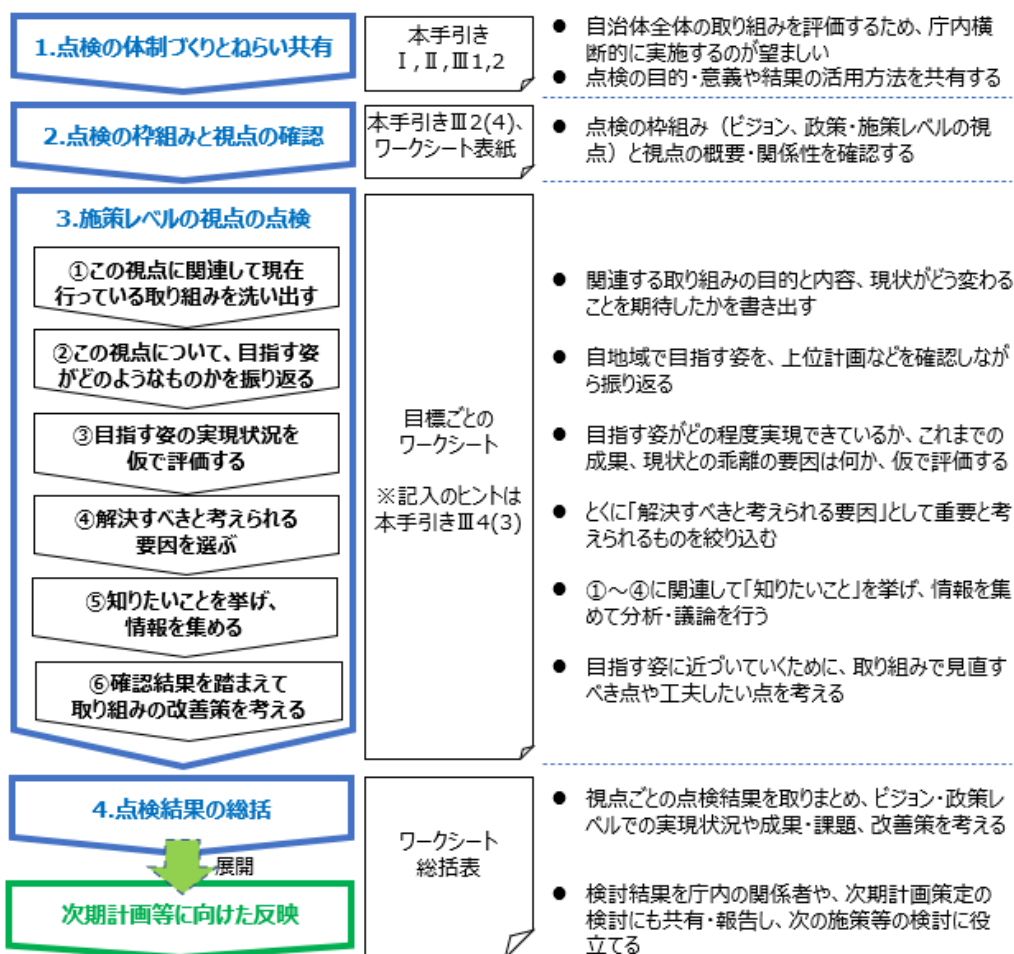 1.点検の体制づくりとねらい共有
本手引き
Ⅰ,Ⅱ,Ⅲ1,2
● 自治体全体の取り組みを評価するため、庁内横
断的に実施するのが望ましい
● 点検の目的・意義や結果の活用方法を共有する
2.点検の枠組みと視点の確認
本手引きⅢ2(4)、
ワークシート表紙
● 点検の枠組み（ビジョン、政策・施策レベルの視
点）と視点の概要・関係性を確認する
3.施策レベルの視点の点検
①この視点に関連して現在
行っている取り組みを洗い出す
②この視点について、目指す姿
がどのようなものかを振り返る
③目指す姿の実現状況を
仮で評価する
④解決すべきと考えられる
要因を選ぶ
⑤知りたいことを挙げ、
情報を集める
⑥確認結果を踏まえて
取り組みの改善策を考える
目標ごとの
ワークシート
※記入のヒントは
本手引きⅢ4(3)
● 関連する取り組みの目的と内容、現状がどう変わる
ことを期待したかを書き出す
● 自地域で目指す姿を、上位計画などを確認しなが
ら振り返る
● 目指す姿がどの程度実現できているか、これまでの
成果、現状との乖離の要因は何か、仮で評価する
● とくに「解決すべきと考えられる要因」として重要と考
えられるものを絞り込む
● ①～④に関連して「知りたいこと」を挙げ、情報を集
めて分析・議論を行う
● 目指す姿に近づいていくために、取り組みで見直す
べき点や工夫したい点を考える
4.点検結果の総括
展開
次期計画等に向けた反映
ワークシート
総括表
● 視点ごとの点検結果を取りまとめ、ビジョン・政策レ
ベルでの実現状況や成果・課題、改善策を考える
● 検討結果を庁内の関係者や、次期計画策定の
検討にも共有・報告し、次の施策等の検討に役
立てる